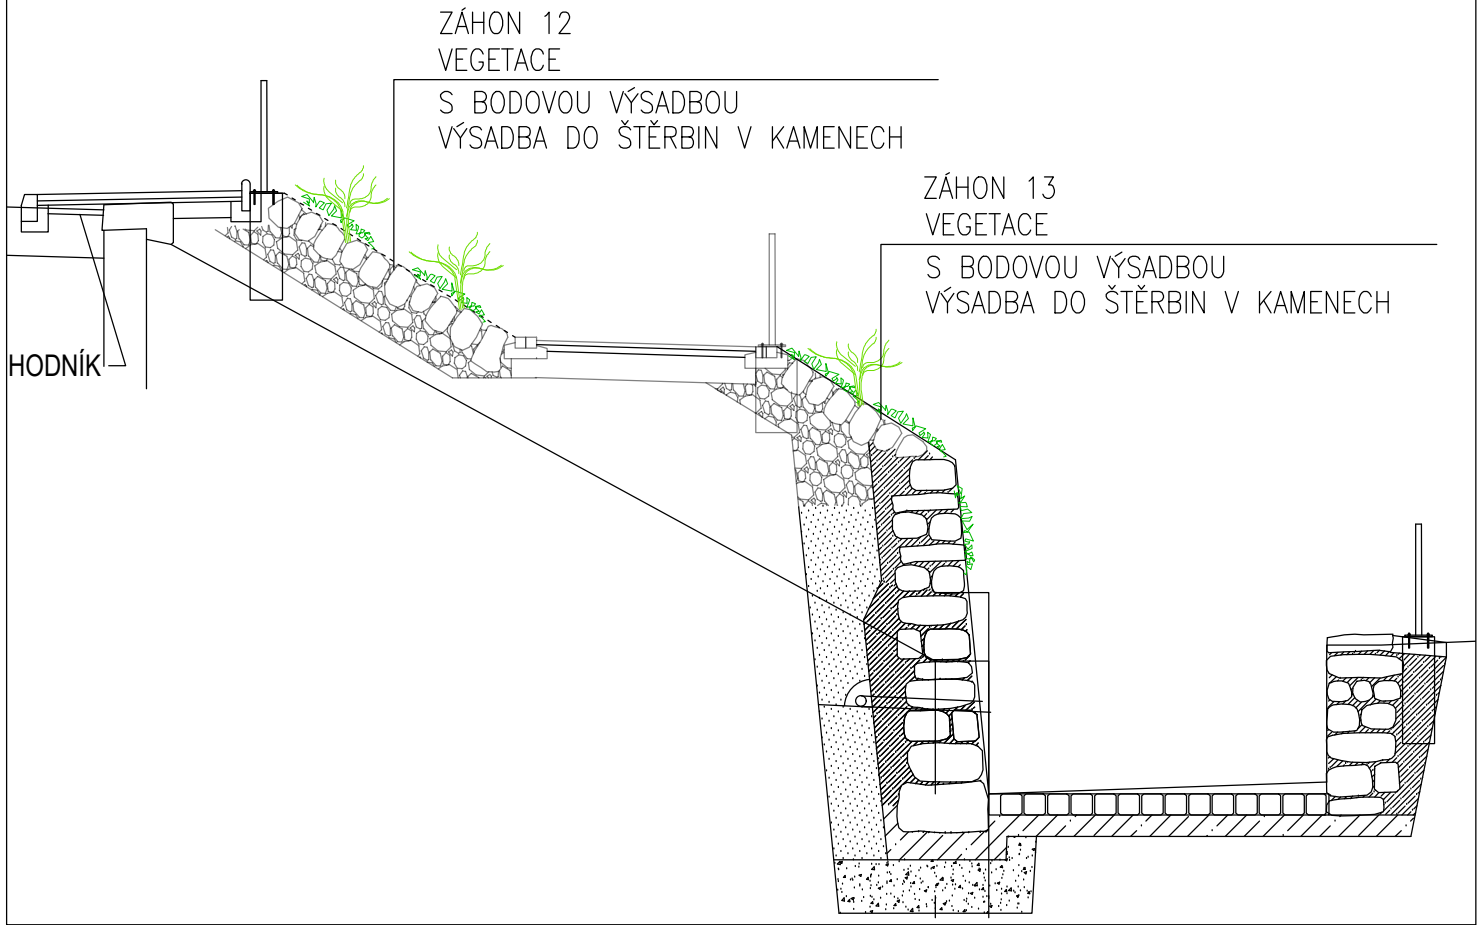 ZÁHON 12
VEGETACE
S BODOVOU VÝSADBOU
VÝSADBA DO ŠTĚRBIN V KAMENECH
ZÁHON 13
VEGETACE
S BODOVOU VÝSADBOU
VÝSADBA DO ŠTĚRBIN V KAMENECH
HODNÍK